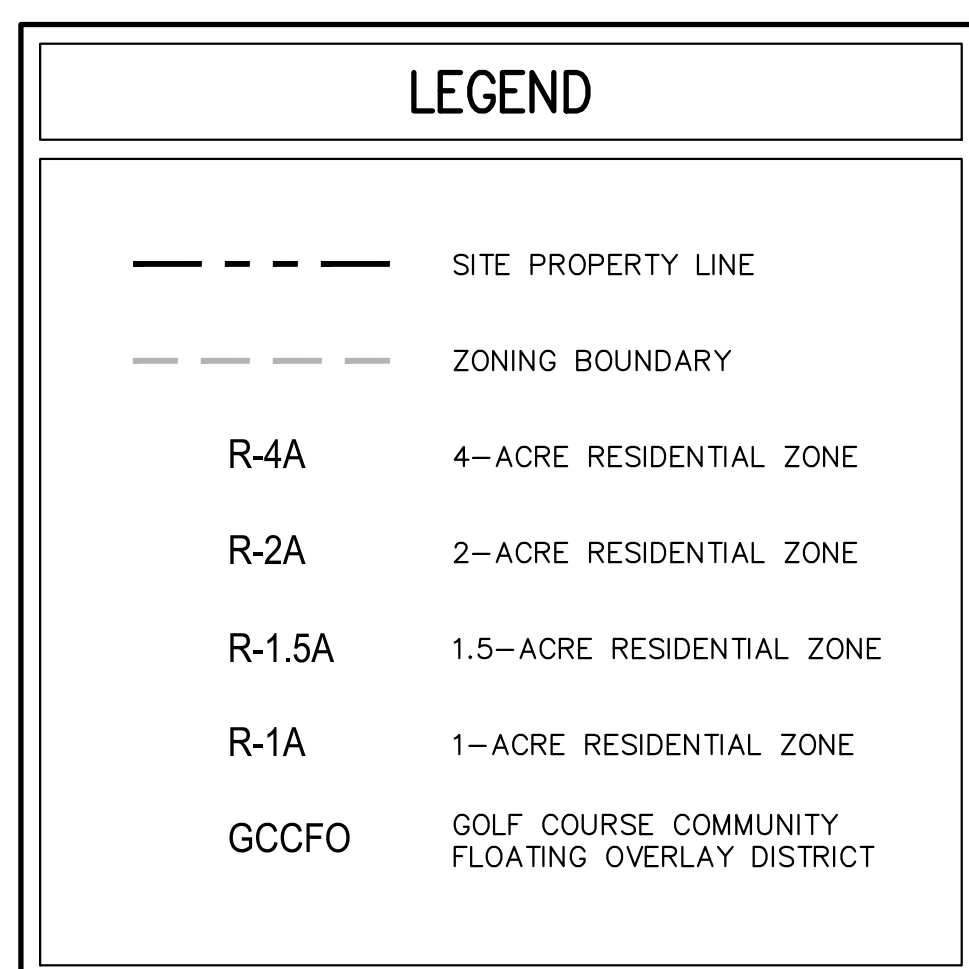 LEGEND
SITE PROPERTY LINE
ZONING BOUNDARY
R-4A 4-ACRE RESIDENTIAL ZONE
R-2A 2-ACRE RESIDENTIAL ZONE
R-1.5A 1.5-ACRE RESIDENTIAL ZONE
R-1A 1-ACRE RESIDENTIAL ZONE
GCCFO GOLF COURSE COMMUNITY
FLOATING OVERLAY DISTRICT